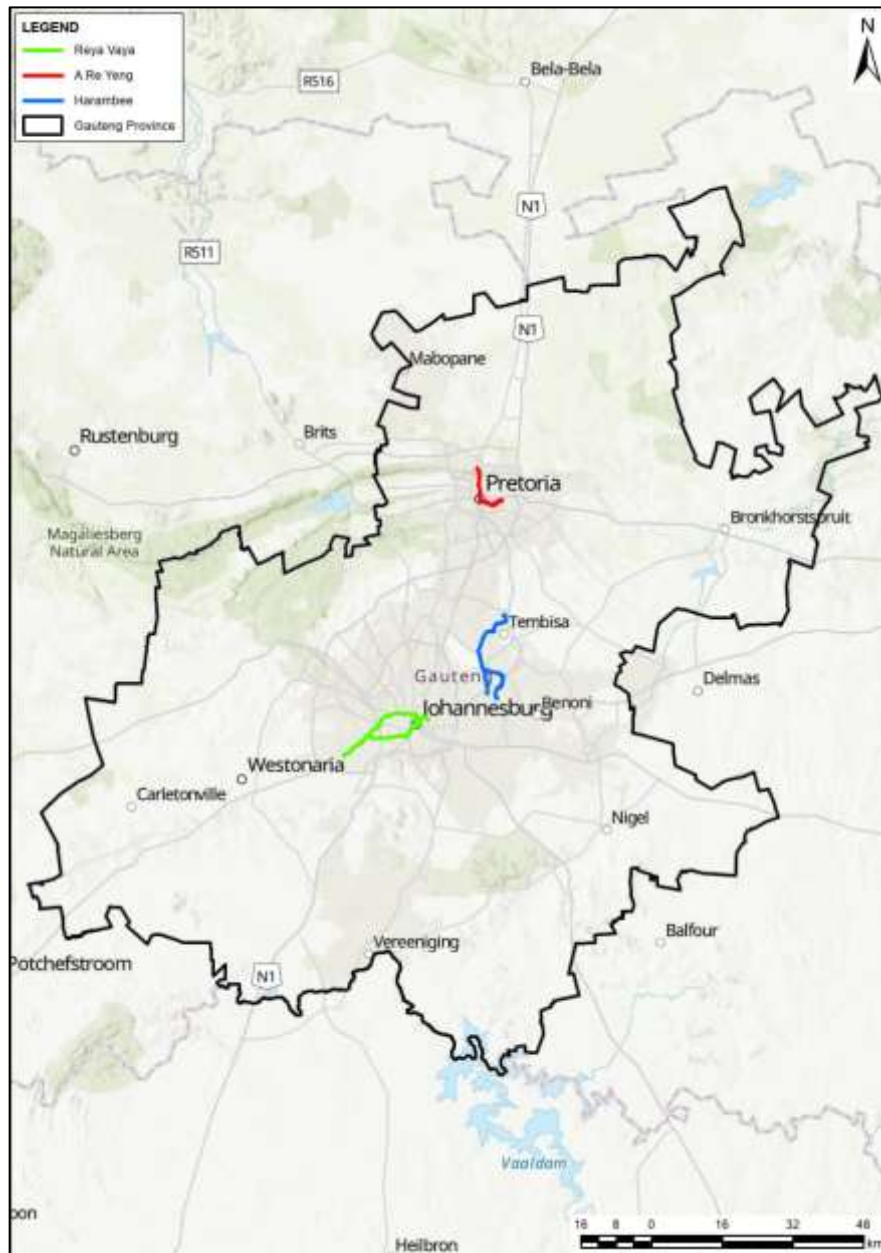 LEGEND
Reya Vaya
A Re Yeng
Harambee
Gauteng Province
N
Bela-Bela
R516
N1
R511
N1
Mabopane
Rustenburg
Brits
Pretoria
Magaliesberg
Natural Area
Bronkhorstspruit
Tembisa
Gauteng
Delmas
Johannesburg
Benoni
Westonaria
Carletonville
Nigel
Vereeniging
Balfour
Potchefstroom
N1
Vaaldam
oon
Heilbron
16 8 0 16 32 48
km